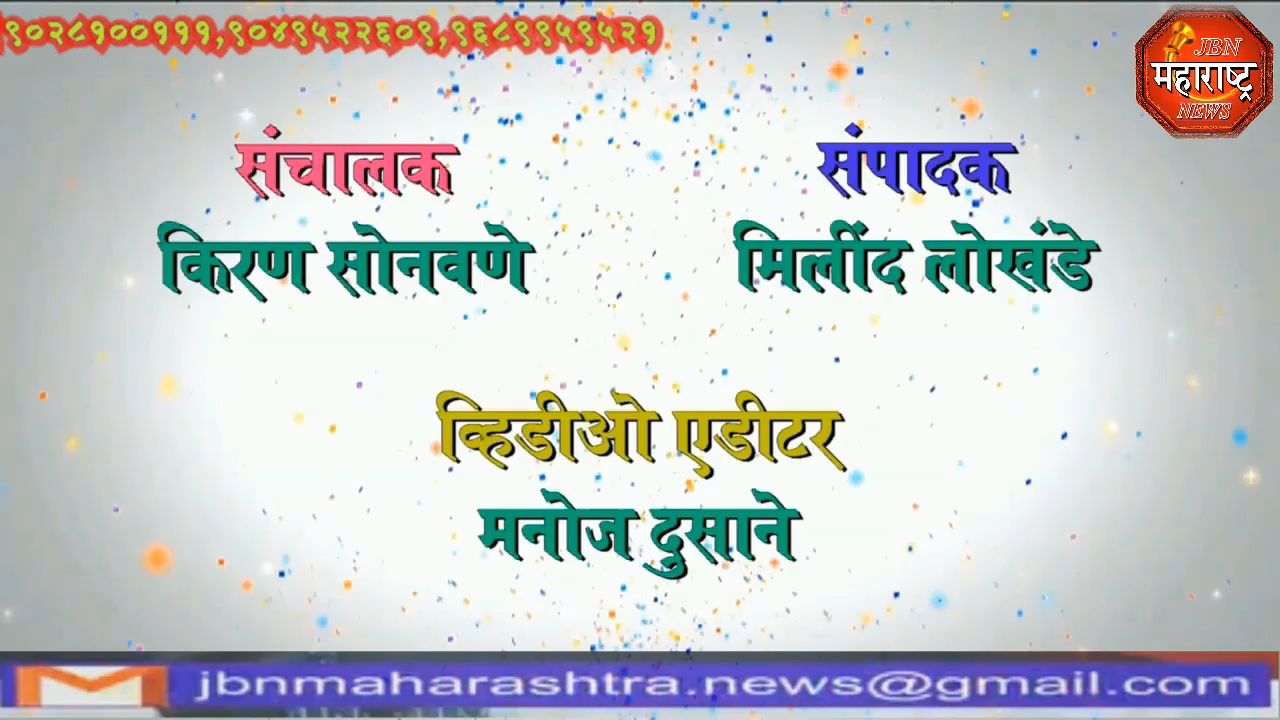 ९०२८१००१११,९०४९५२२६०९,९६८९९५९५२१
JBN
महाराष्ट्र
NEWS
संचालक
किरण सोनवणे
संपादक
मिलींद लोखंडे
व्हिडीओ एडीटर
मनोज दुसाने
jbnmaharashtra.news@gmail.com